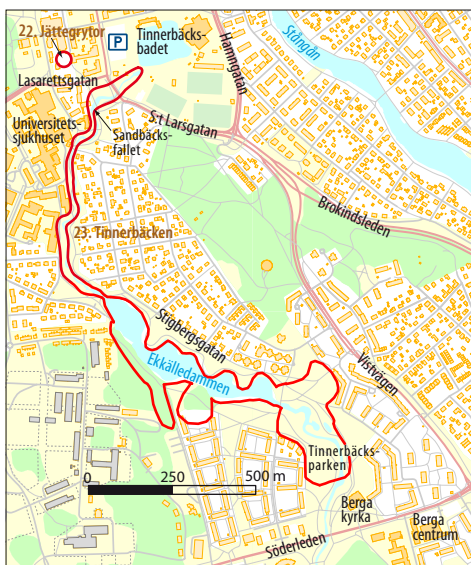 22. Jättegrytor
P
Tinnerbäcks-
badet
Hamngatan
Stångån
Lasarettsgatan
S:t Larsgatan
Universitets-
sjukhuset
Sandbäcks-
fallet
Brokindsleden
23. Tinnerbäcken
Stigbergsgatan
Ekkälledammen
Vistvägen
Tinnerbäcks-
parken
0 250 500 m
Berga
kyrka
Berga
centrum
Söderleden